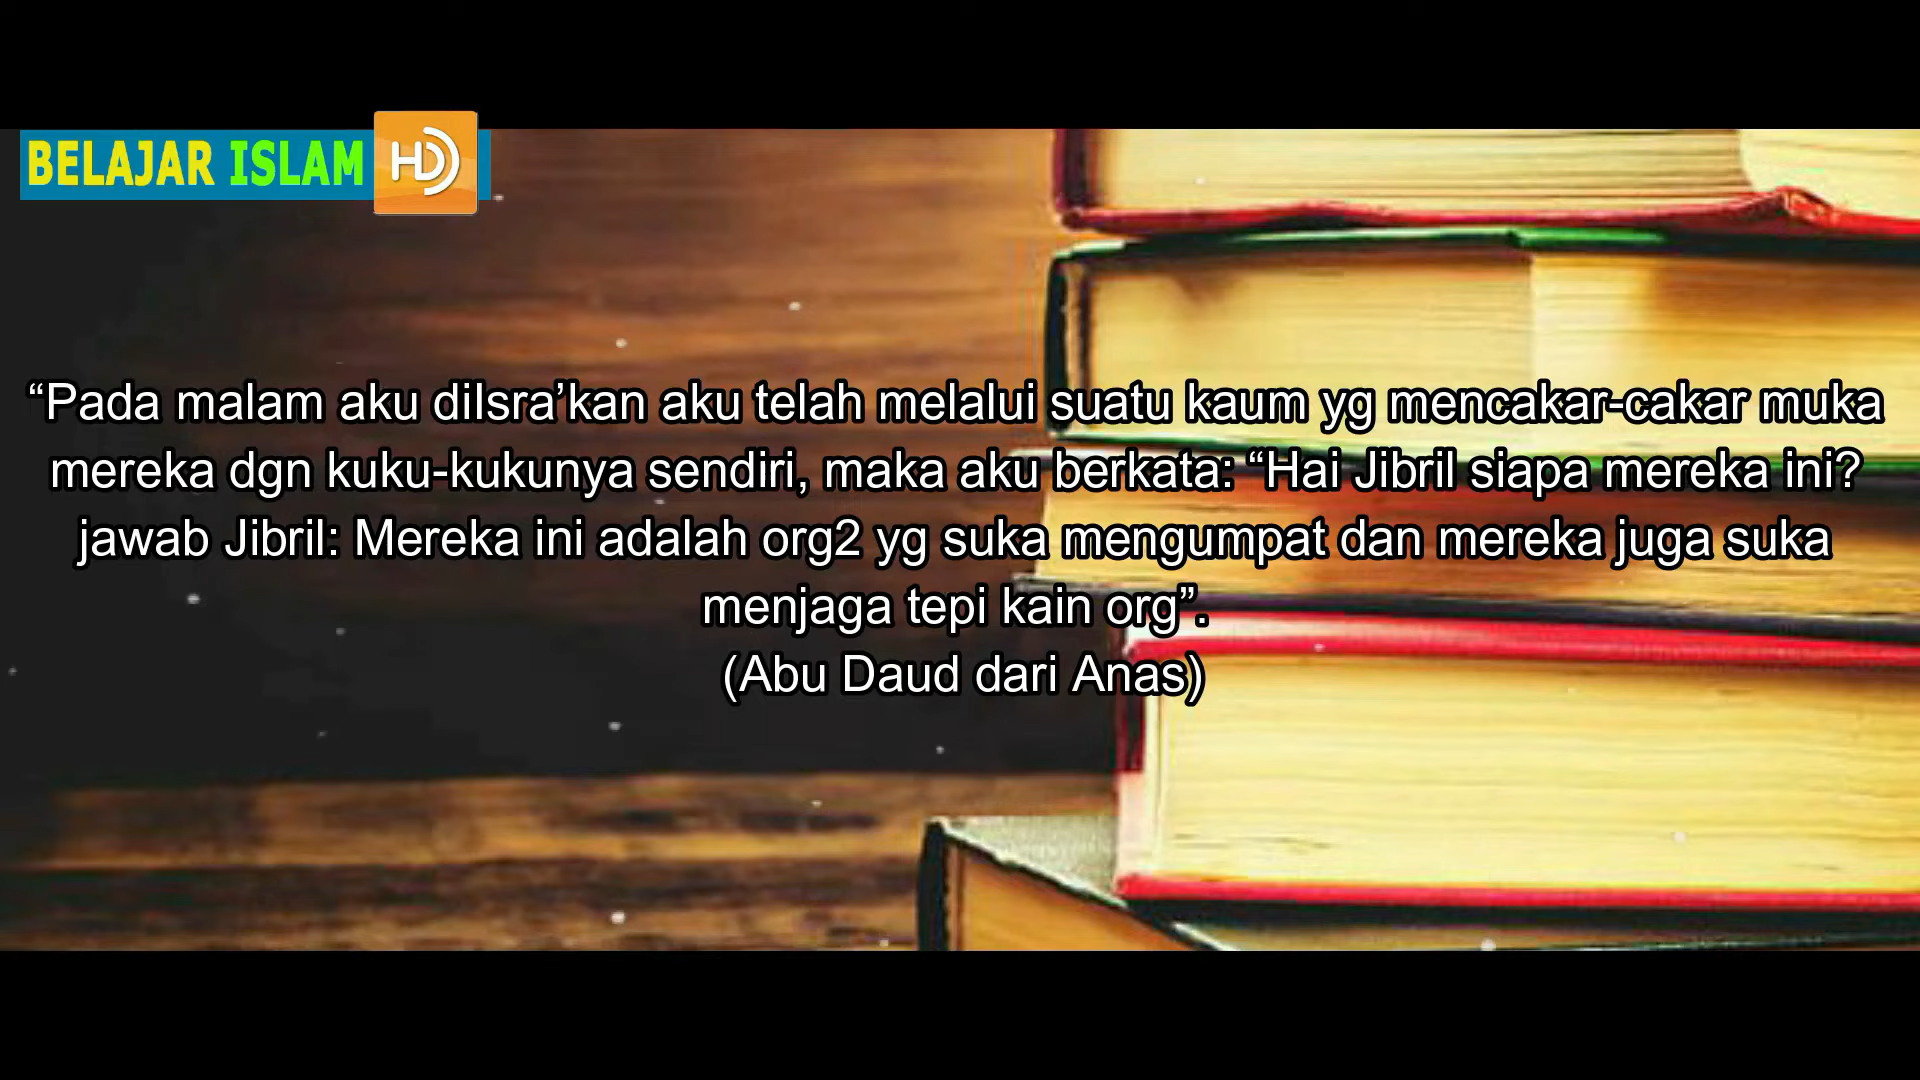 BELAJAR ISLAM HD
“Pada malam aku diIsra’kan aku telah melalui suatu kaum yg mencakar-cakar muka
mereka dgn kuku-kukunya sendiri, maka aku berkata: “Hai Jibril siapa mereka ini?
jawab Jibril: Mereka ini adalah org2 yg suka mengumpat dan mereka juga suka
menjaga tepi kain org”.
(Abu Daud dari Anas)